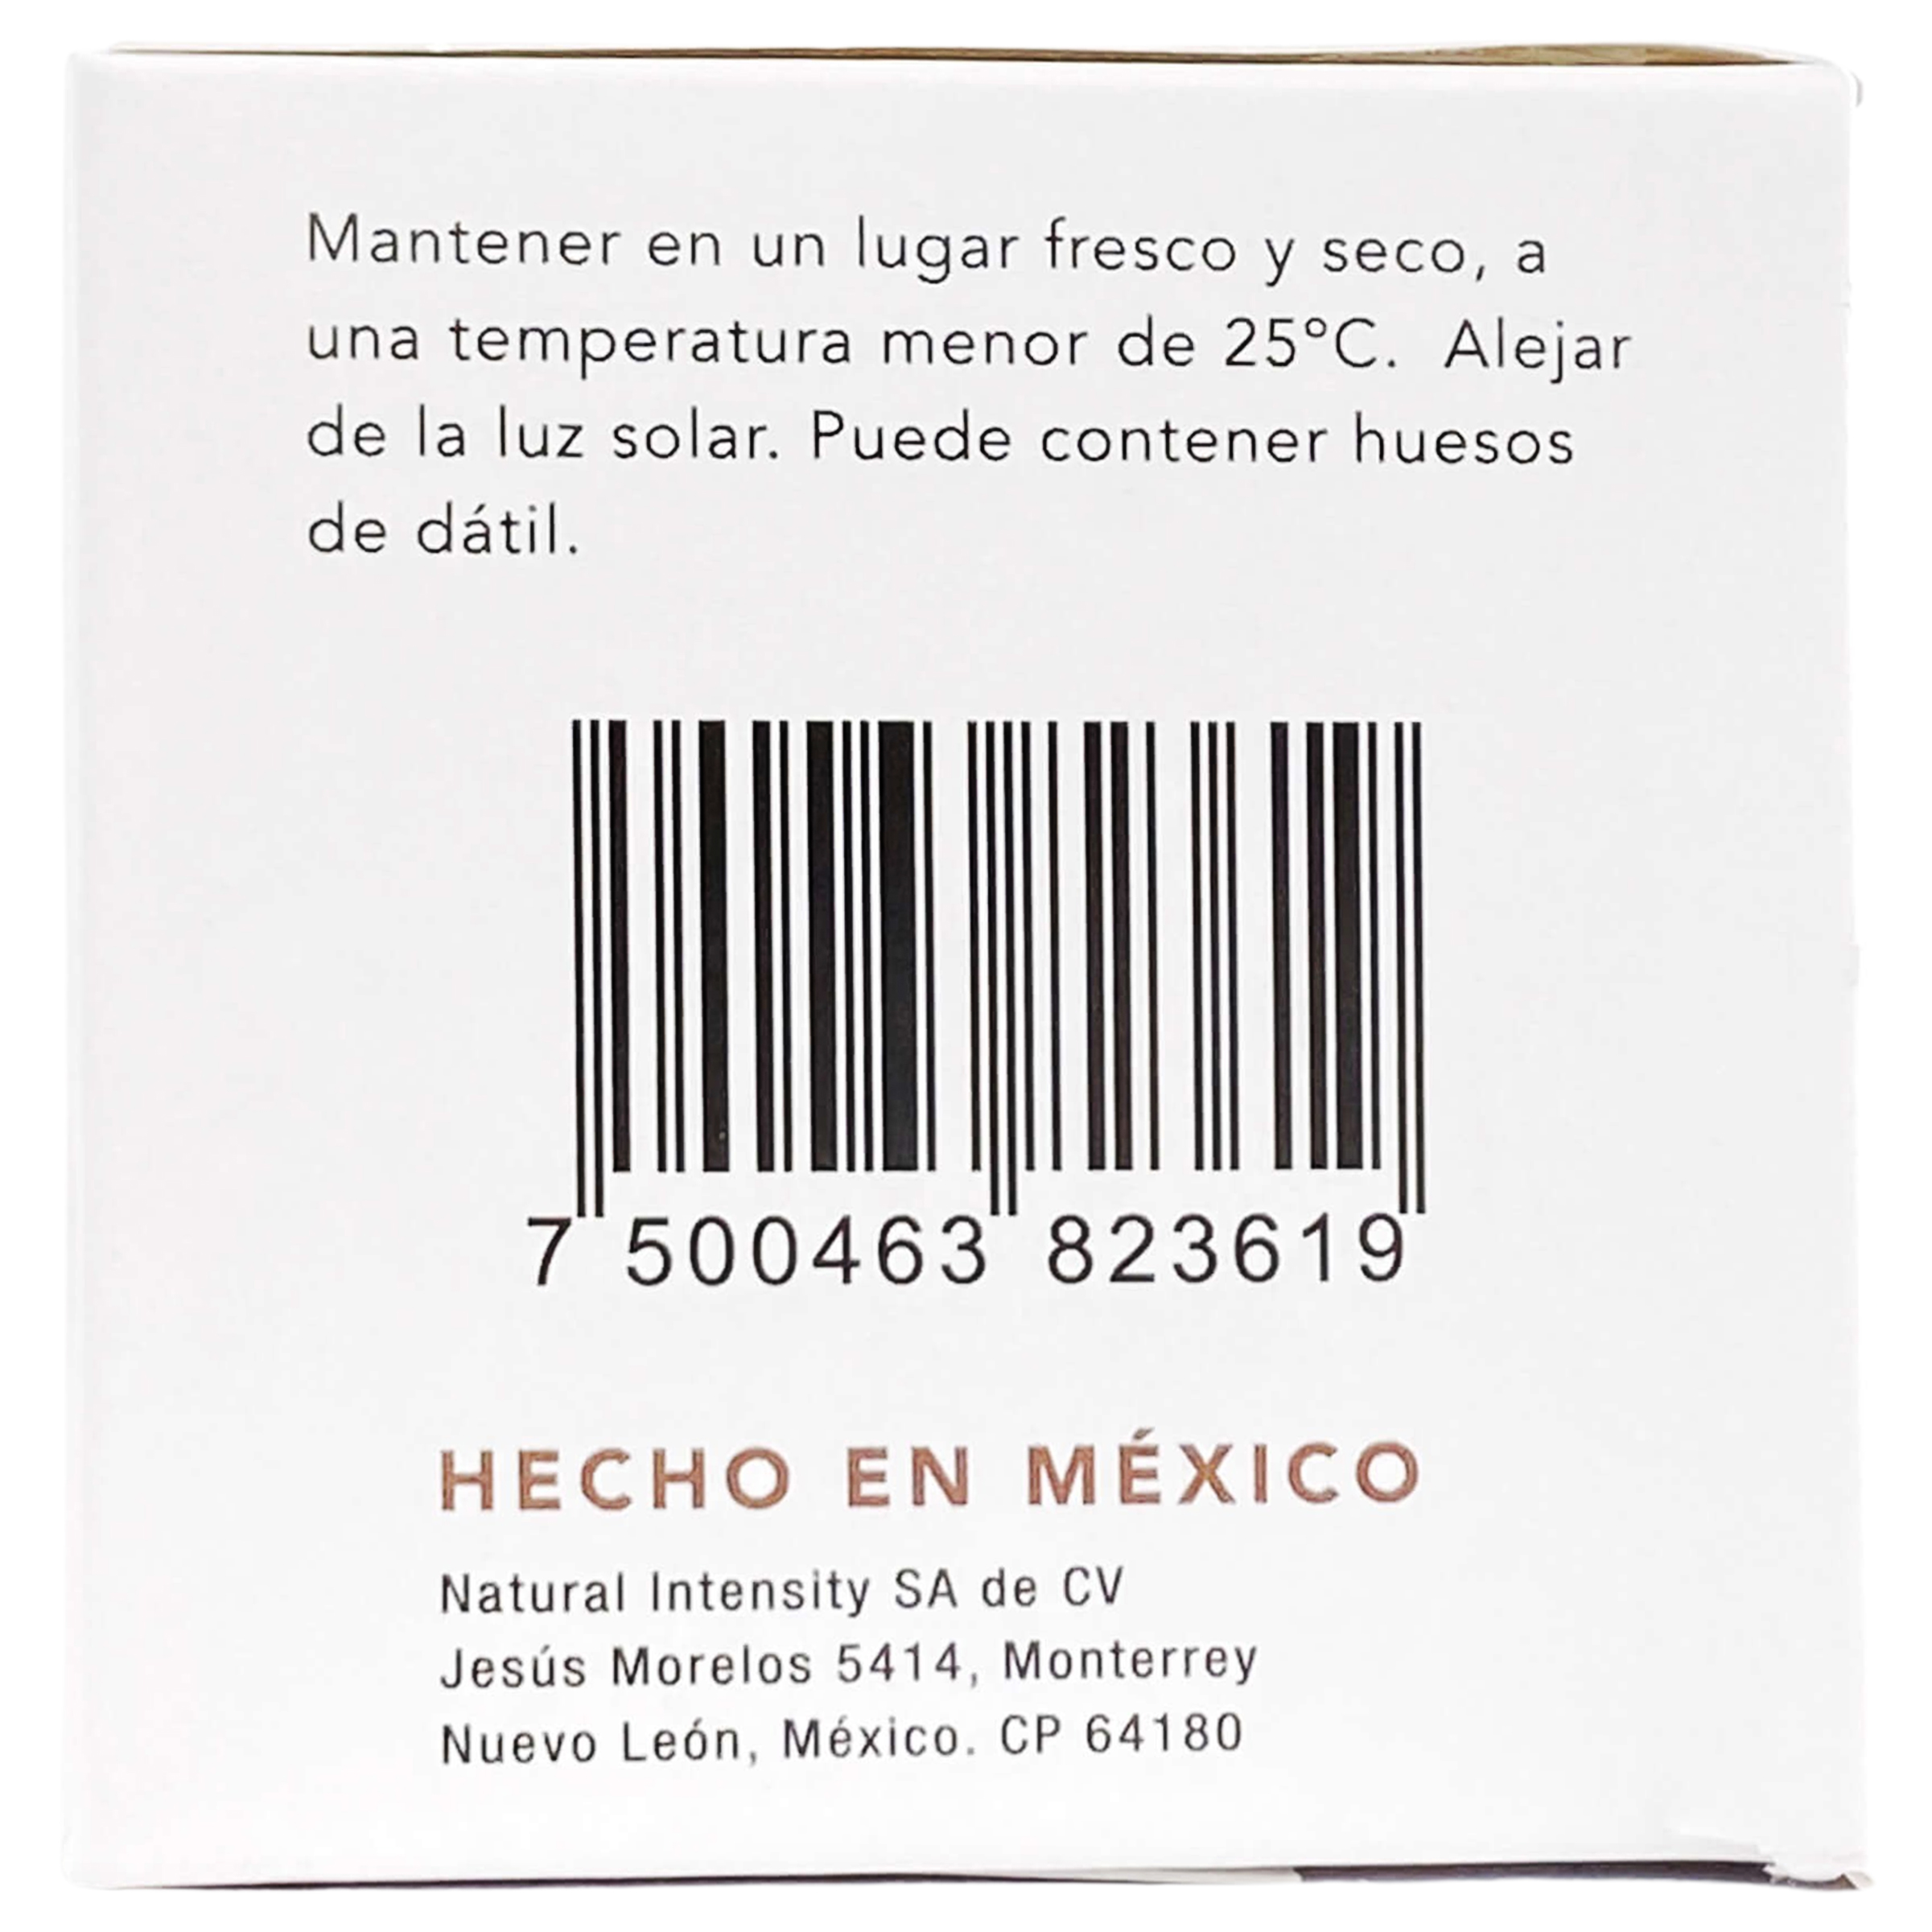 Mantener en un lugar fresco y seco, a
una temperatura menor de 25°C. Alejar
de la luz solar. Puede contener huesos
de dátil.
7 500463 823619
HECHO EN MÉXICO
Natural Intensity SA de CV
Jesús Morelos 5414, Monterrey
Nuevo León, México. CP 64180